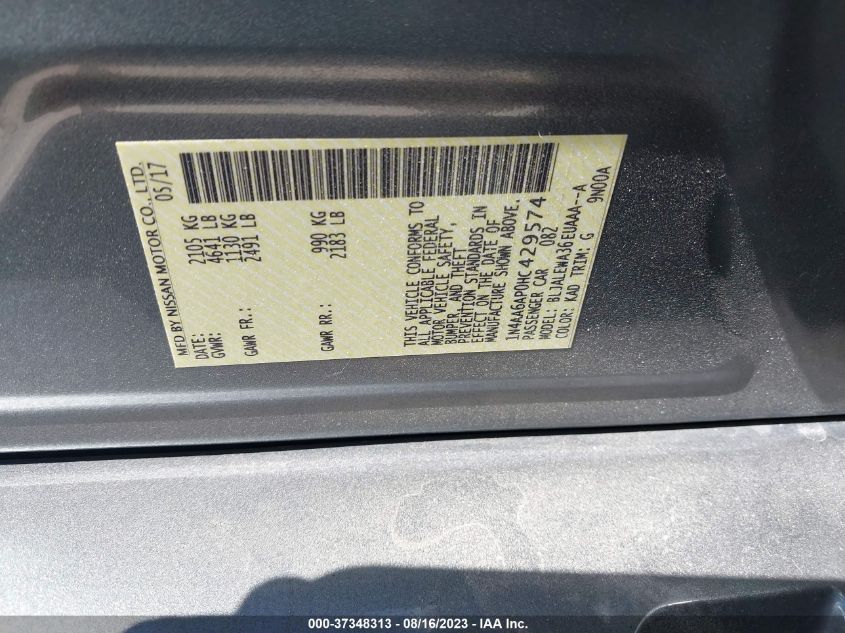 MFD BY NISSAN MOTOR CO., LTD.
DATE: 05/17
GVWR: 2105 KG
4641 LB
GAWR FR.: 1130 KG
2491 LB
GAWR RR.: 990 KG
2183 LB
THIS VEHICLE CONFORMS TO
ALL APPLICABLE FEDERAL
MOTOR VEHICLE SAFETY,
BUMPER, AND THEFT
PREVENTION STANDARDS IN
EFFECT ON THE DATE OF
MANUFACTURE SHOWN ABOVE.
1N4AA6AP0HC429574
PASSENGER CAR 082
MODEL: BLJALEWA36EUAAA--A
COLOR: KAD TRIM: G 9N00A
000-37348313 - 08/16/2023 - IAA Inc.